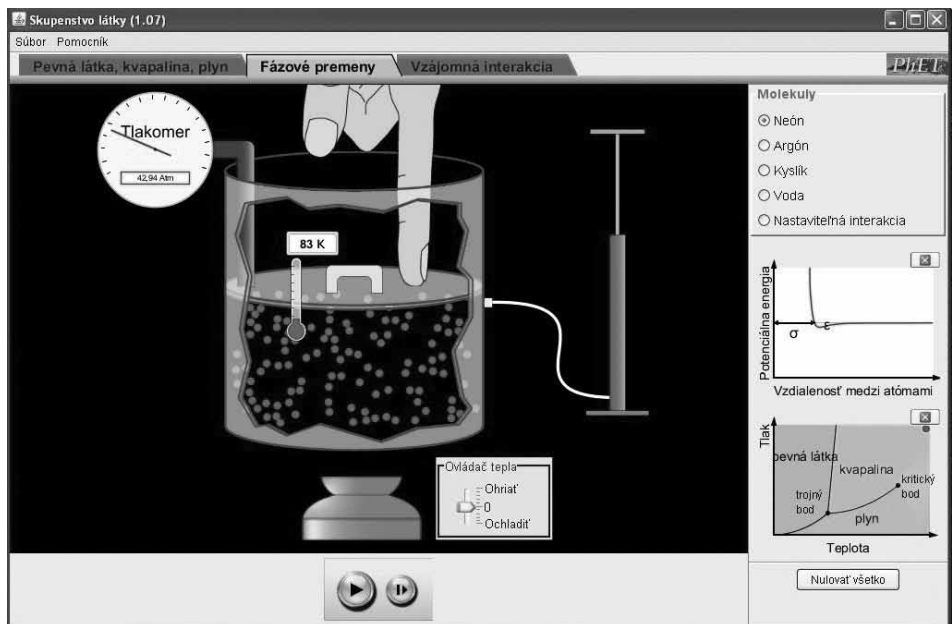 Skupenstvo látky (1.07)
Súbor Pomocník
Pevná látka, kvapalina, plyn Fázové premeny Vzájomná interakcia
PhET
Tlakomer
42,94 Atm
83 K
Ovládač tepla
Ohriať
0
Ochladiť
Molekuly
Neón
Argón
Kyslík
Voda
Nastaviteľná interakcia
Potenciálna energia
σ
ε
Vzdialenosť medzi atómami
Tlak
pevná látka
kvapalina
kritický
bod
trojný
bod
plyn
Teplota
Nulovať všetko